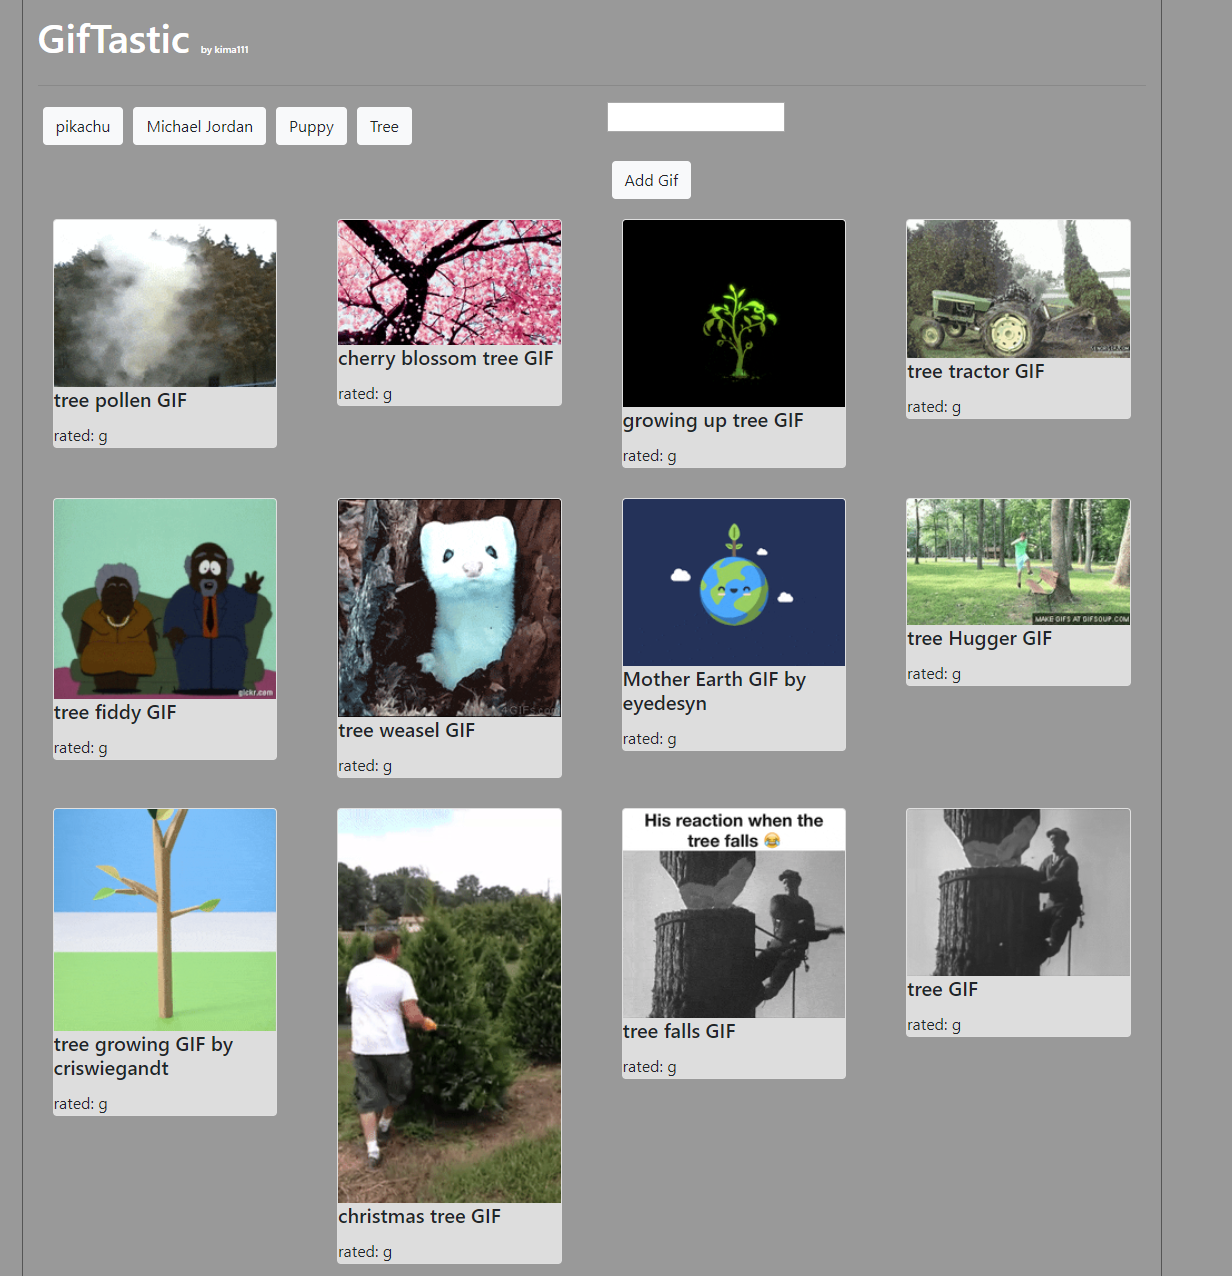 GifTastic by kima111
pikachu Michael Jordan Puppy Tree
Add Gif
tree pollen GIF
rated: g
cherry blossom tree GIF
rated: g
growing up tree GIF
rated: g
tree tractor GIF
rated: g
gickr.com
tree fiddy GIF
rated: g
tree weasel GIF
rated: g
Mother Earth GIF by
eyedesyn
rated: g
MAKE GIFS AT GIFSOUP.COM
tree Hugger GIF
rated: g
tree growing GIF by
criswiegandt
rated: g
christmas tree GIF
rated: g
His reaction when the
tree falls 😂
tree falls GIF
rated: g
tree GIF
rated: g